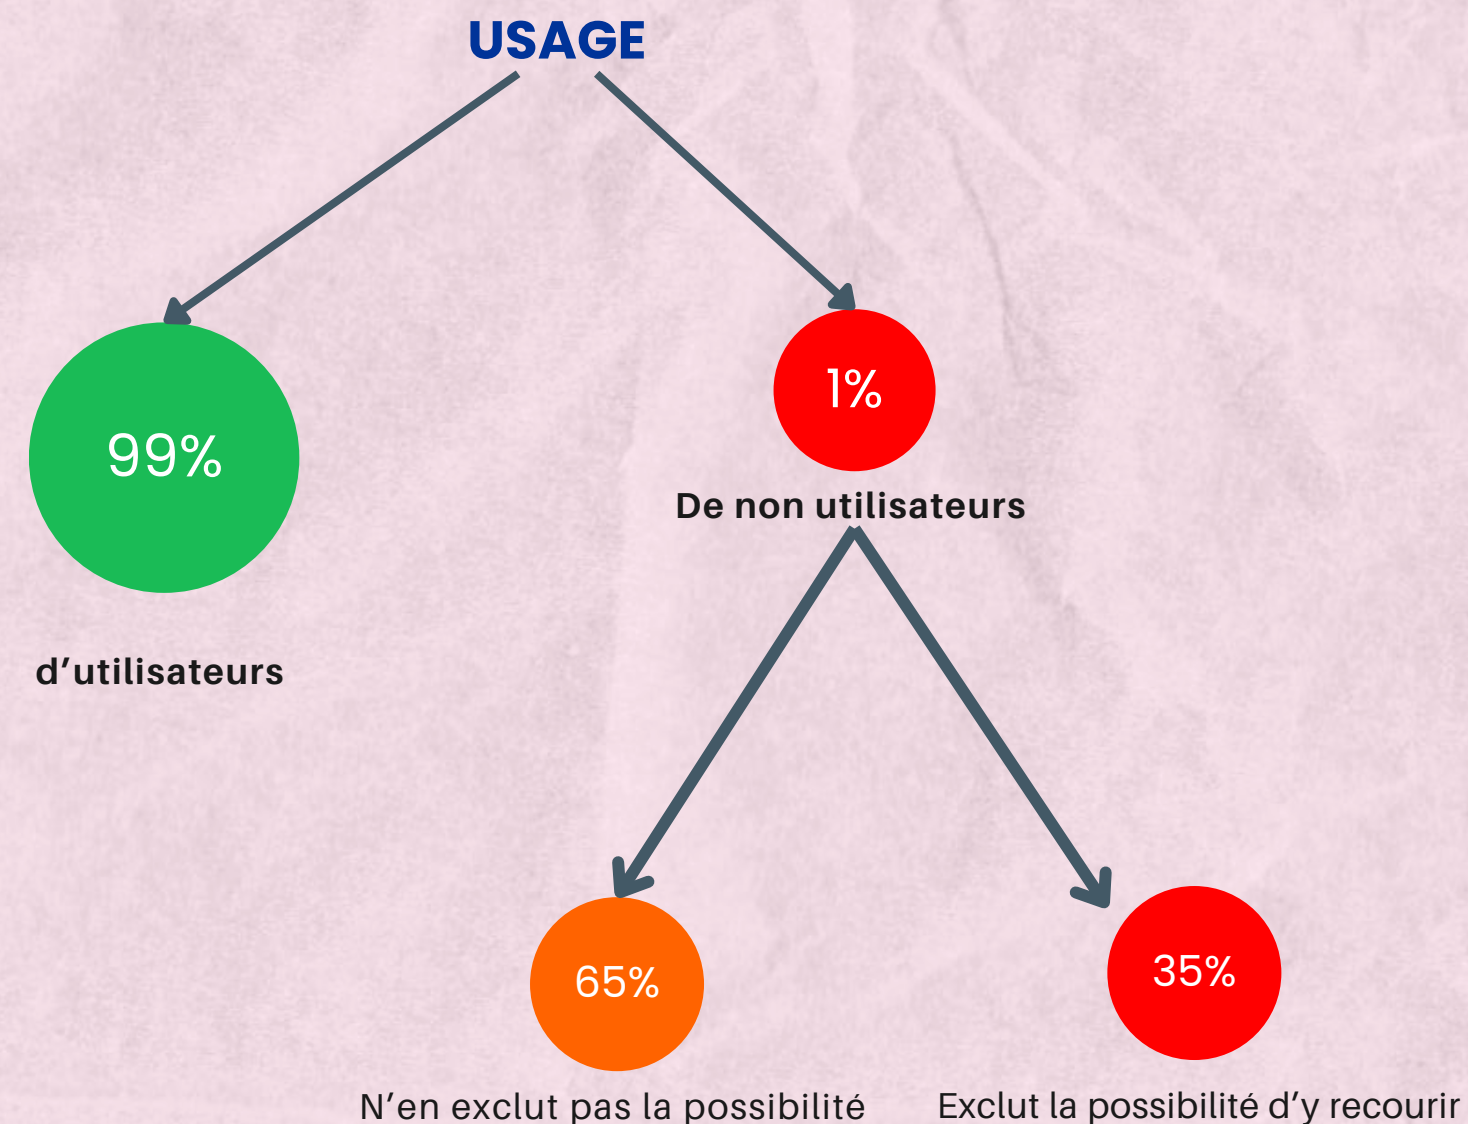 USAGE
99%
1%
De non utilisateurs
d’utilisateurs
65%
35%
N’en exclut pas la possibilité
Exclut la possibilité d’y recourir